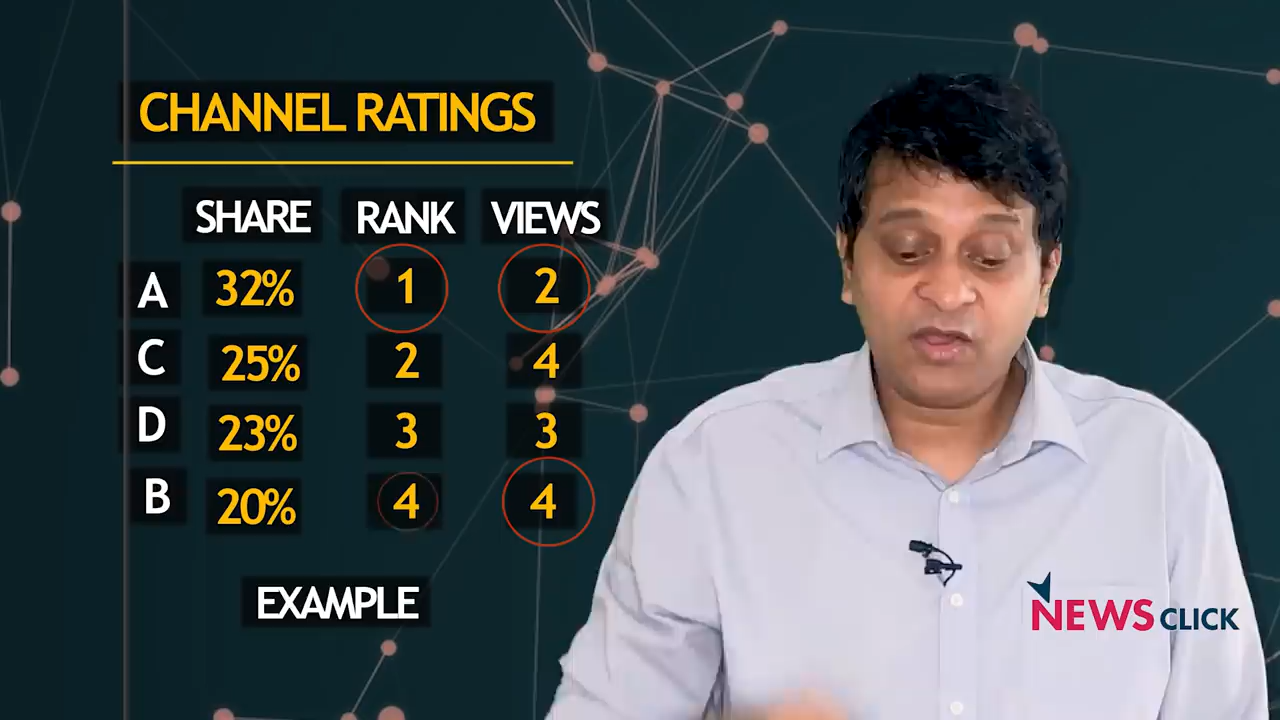 CHANNEL RATINGS
SHARE RANK VIEWS
A 32% 1 2
C 25% 2 4
D 23% 3 3
B 20% 4 4
EXAMPLE
NEWS CLICK